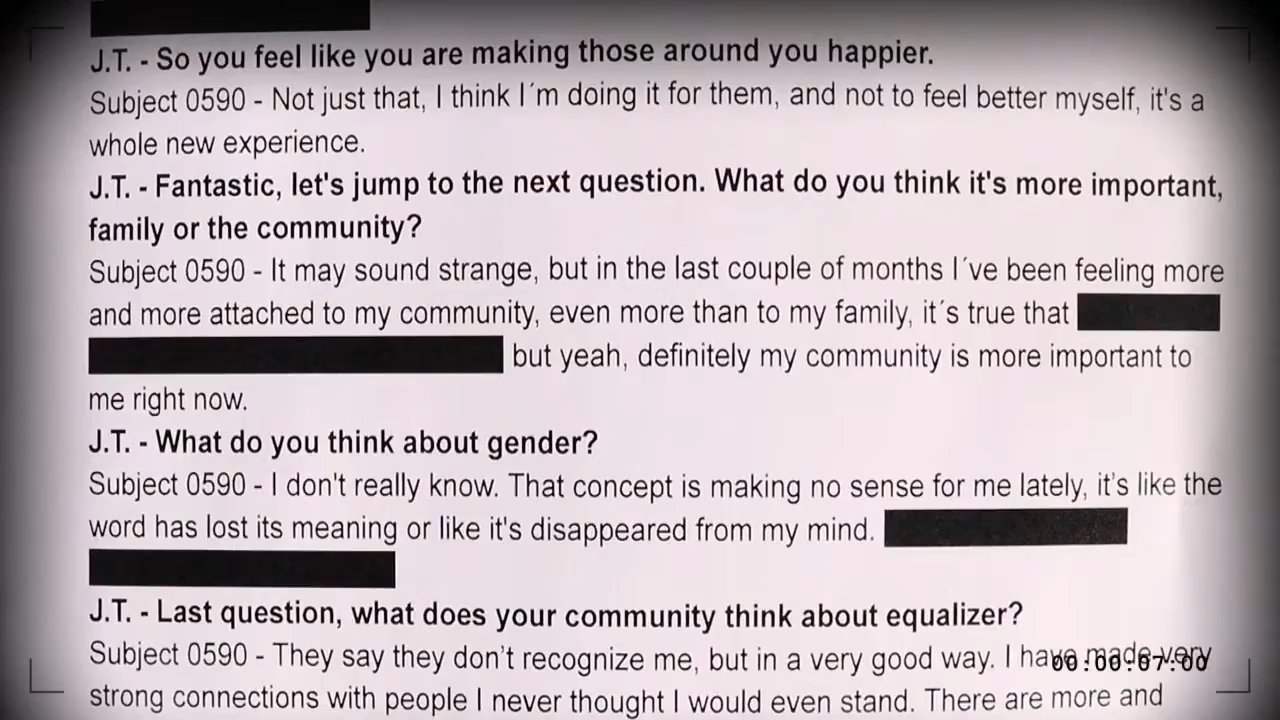 J.T. - So you feel like you are making those around you happier.
Subject 0590 - Not just that, I think I´m doing it for them, and not to feel better myself, it's a
whole new experience.
J.T. - Fantastic, let's jump to the next question. What do you think it's more important,
family or the community?
Subject 0590 - It may sound strange, but in the last couple of months I´ve been feeling more
and more attached to my community, even more than to my family, it´s true that
but yeah, definitely my community is more important to
me right now.
J.T. - What do you think about gender?
Subject 0590 - I don't really know. That concept is making no sense for me lately, it’s like the
word has lost its meaning or like it's disappeared from my mind.
J.T. - Last question, what does your community think about equalizer?
Subject 0590 - They say they don’t recognize me, but in a very good way. I have made very
00:00:07:00
strong connections with people I never thought I would even stand. There are more and